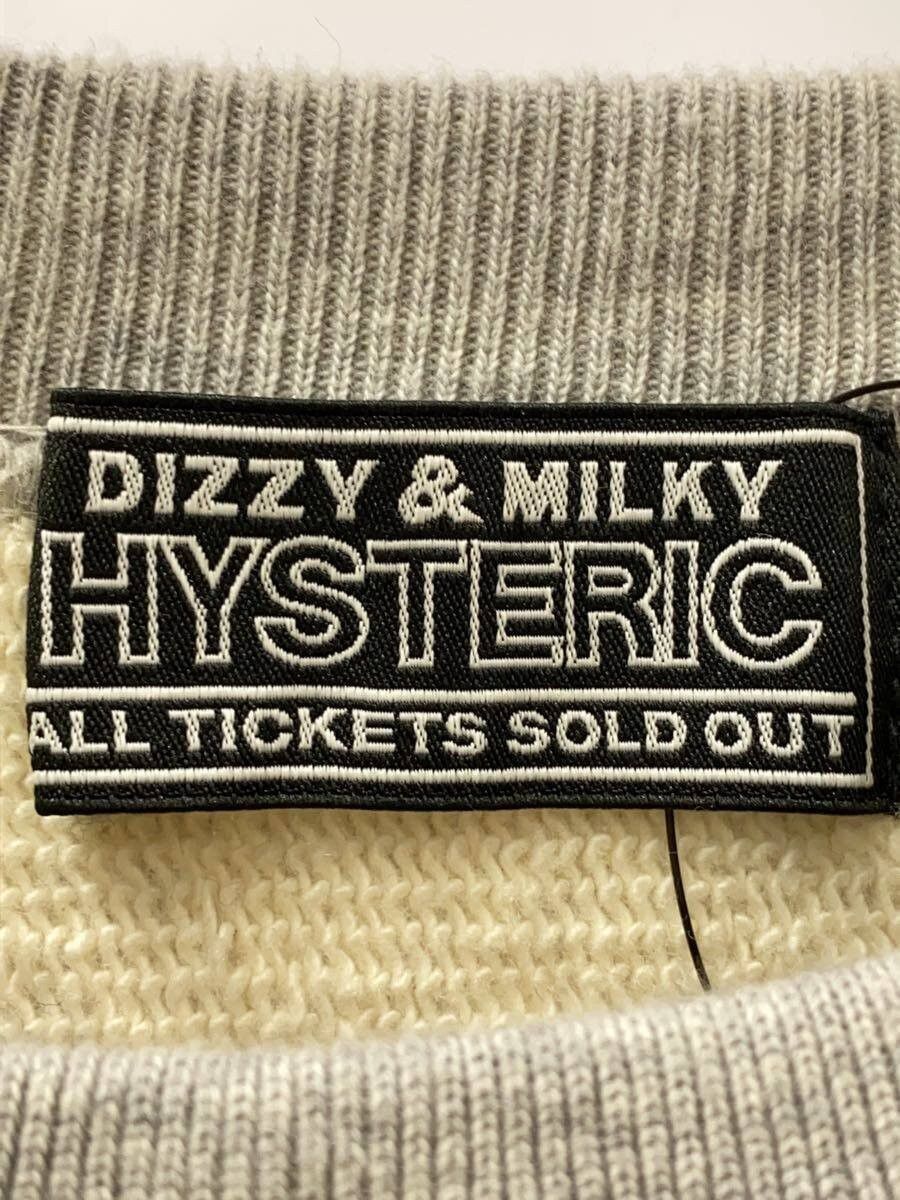 DIZZY & MILKY
HYSTERIC
ALL TICKETS SOLD OUT